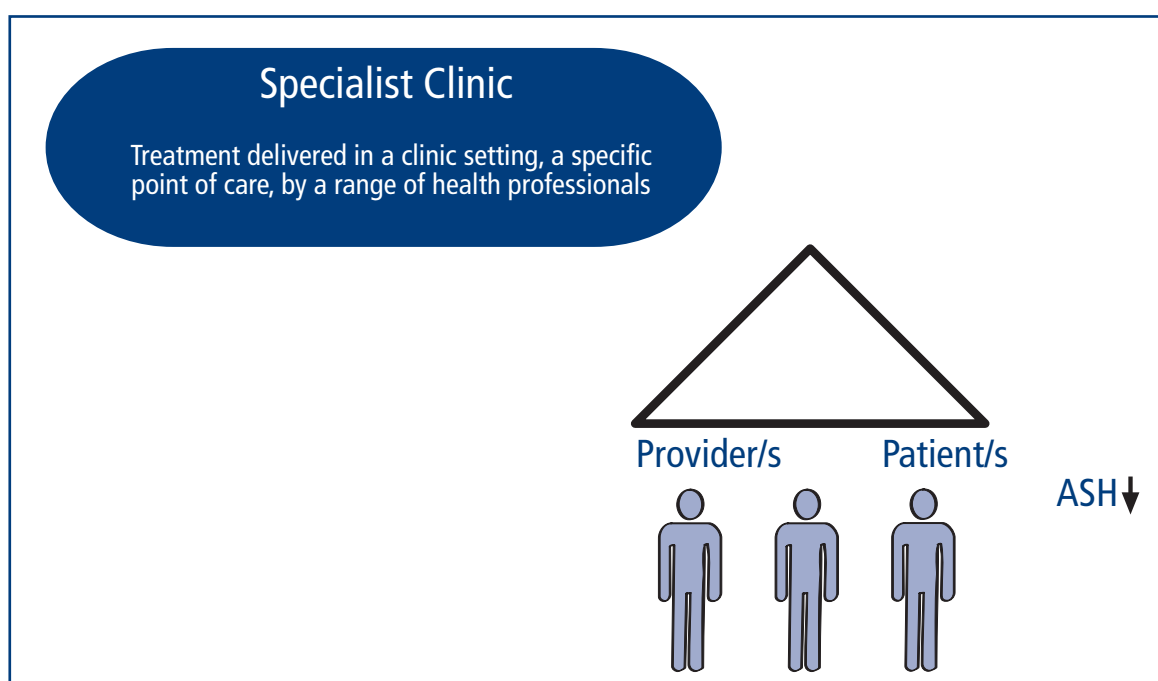 Specialist Clinic
Treatment delivered in a clinic setting, a specific
point of care, by a range of health professionals
Provider/s
Patient/s
ASH